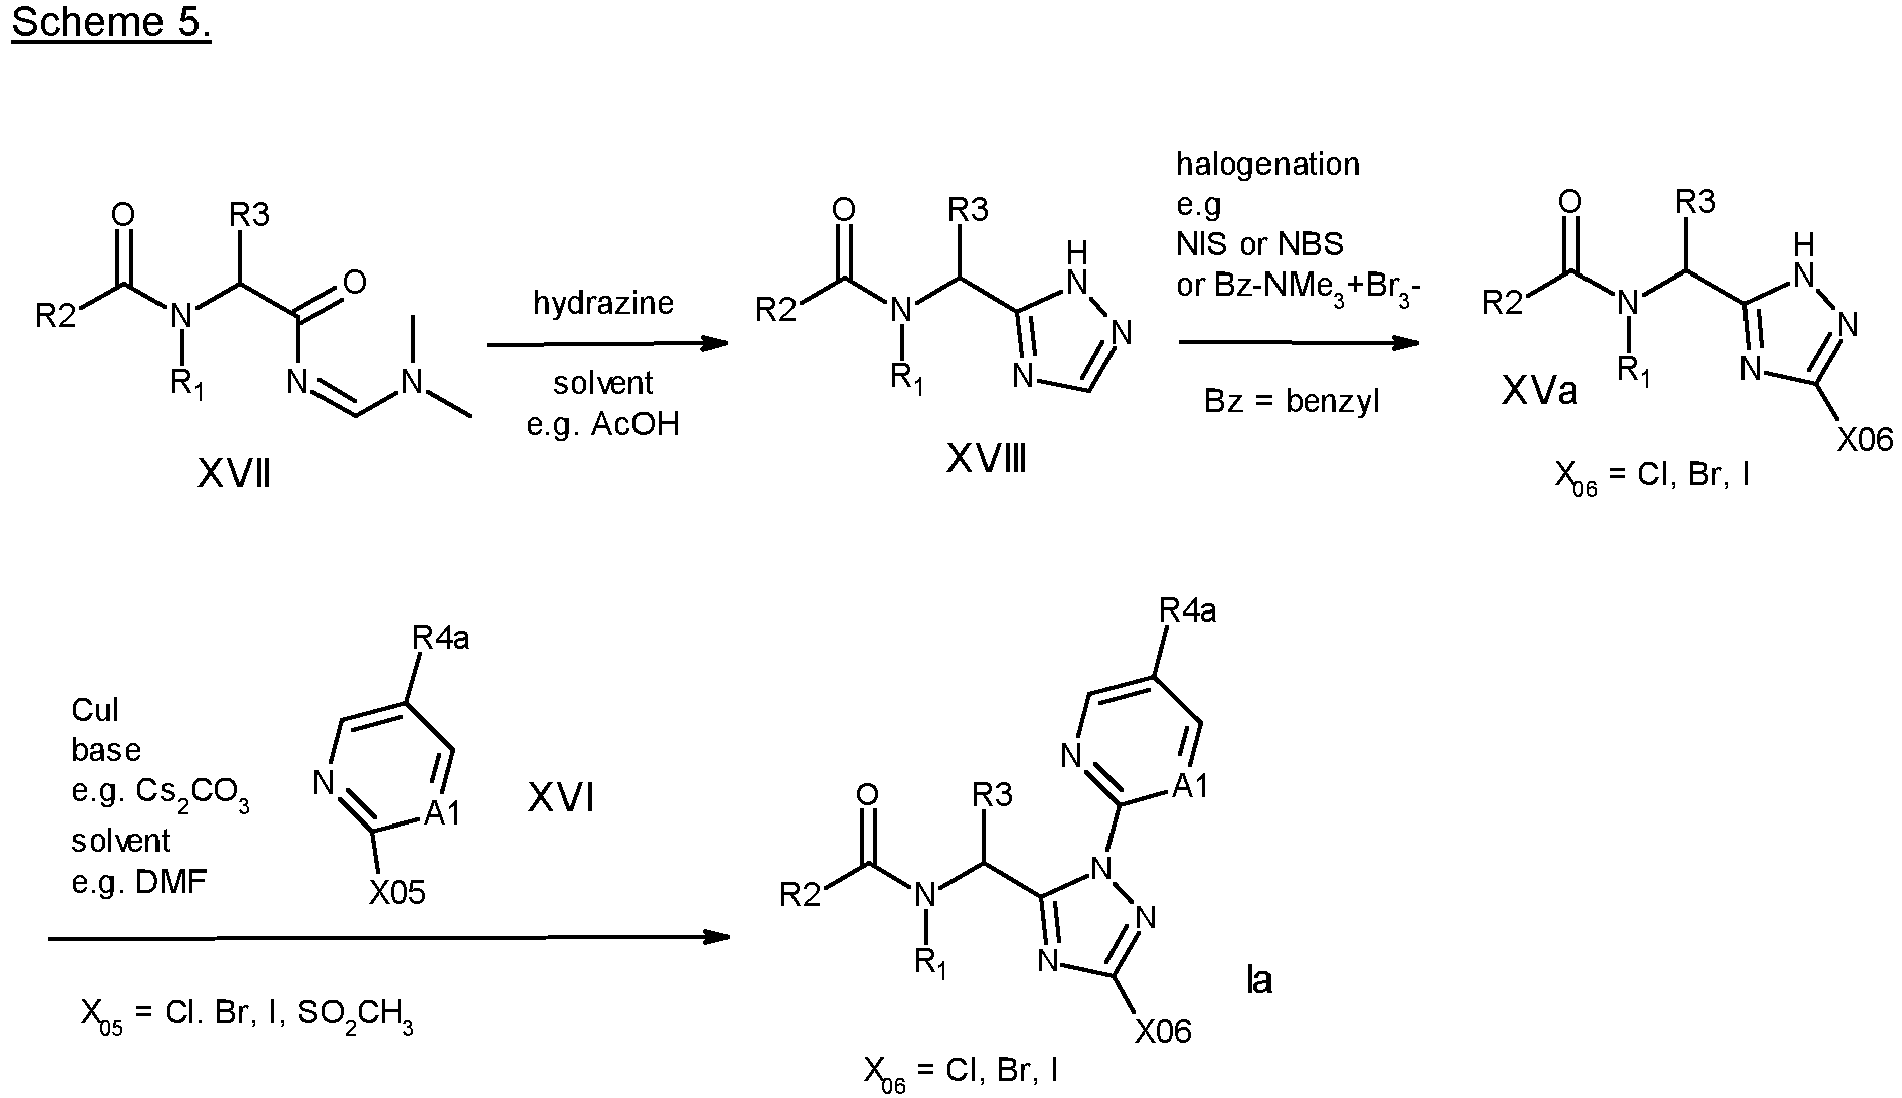 Scheme 5.
O
R3
O
R2
N
R1
N
N
XVII
hydrazine
solvent
e.g. AcOH
O
R3
H
N
R2
N
N
R1
N
XVIII
halogenation
e.g
NIS or NBS
or Bz-NMe3+Br3-
Bz = benzyl
O
R3
H
N
R2
N
N
R1
N
XVa
X06
X06 = Cl, Br, I
CuI
base
e.g. Cs2CO3
solvent
e.g. DMF
R4a
N
A1
X05
XVI
X05 = Cl. Br, I, SO2CH3
R4a
N
A1
O
R3
N
R2
N
N
R1
N
X06
Ia
X06 = Cl, Br, I